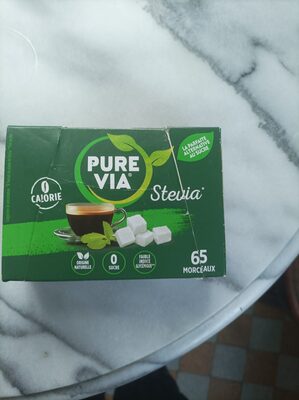 PURE
VIA®
LA PARFAITE
ALTERNATIVE
AU SUCRE
0
CALORIE
Stevia*
ORIGINE
NATURELLE
0
SUCRE
FAIBLE
INDICE
GLYCÉMIQUE
65
MORCEAUX